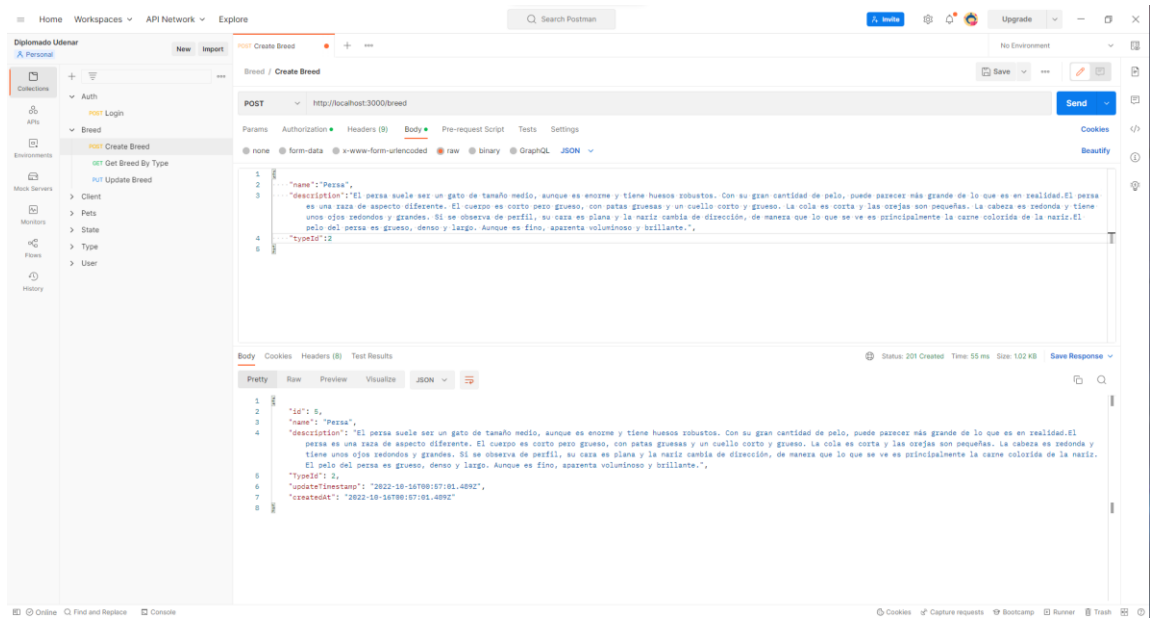 Home Workspaces API Network Explore
Search Postman
Invite
Upgrade
Diplomado Udenar
Personal
New Import
POST Create Breed
No Environment
Breed / Create Breed
Save
Collections
APIs
Environments
Mock Servers
Monitors
Flows
History
Auth
POST Login
Breed
POST Create Breed
GET Get Breed By Type
PUT Update Breed
Client
Pets
State
Type
User
POST http://localhost:3000/breed
Send
Params Authorization Headers (9) Body Pre-request Script Tests Settings
Cookies
none form-data x-www-form-urlencoded raw binary GraphQL JSON
Beautify
1 {
2 "name":"Persa",
3 "description":"El persa suele ser un gato de tamaño medio, aunque es enorme y tiene huesos robustos. Con su gran cantidad de pelo, puede parecer más grande de lo que es en realidad.El persa
es una raza de aspecto diferente. El cuerpo es corto pero grueso, con patas gruesas y un cuello corto y grueso. La cola es corta y las orejas son pequeñas. La cabeza es redonda y tiene
unos ojos redondos y grandes. Si se observa de perfil, su cara es plana y la nariz cambia de dirección, de manera que lo que se ve es principalmente la carne colorida de la nariz.El
pelo del persa es grueso, denso y largo. Aunque es fino, aparenta voluminoso y brillante.",
4 "typeId":2
5 }
Body Cookies Headers (8) Test Results
Status: 201 Created Time: 55 ms Size: 1.02 KB Save Response
Pretty Raw Preview Visualize JSON
1 {
2 "id": 5,
3 "name": "Persa",
4 "description": "El persa suele ser un gato de tamaño medio, aunque es enorme y tiene huesos robustos. Con su gran cantidad de pelo, puede parecer más grande de lo que es en realidad.El
persa es una raza de aspecto diferente. El cuerpo es corto pero grueso, con patas gruesas y un cuello corto y grueso. La cola es corta y las orejas son pequeñas. La cabeza es redonda y
tiene unos ojos redondos y grandes. Si se observa de perfil, su cara es plana y la nariz cambia de dirección, de manera que lo que se ve es principalmente la carne colorida de la nariz.
El pelo del persa es grueso, denso y largo. Aunque es fino, aparenta voluminoso y brillante.",
5 "TypeId": 2,
6 "updateTimestamp": "2022-10-16T00:57:01.489Z",
7 "createdAt": "2022-10-16T00:57:01.489Z"
8 }
Online Find and Replace Console
Cookies Capture requests Bootcamp Runner Trash